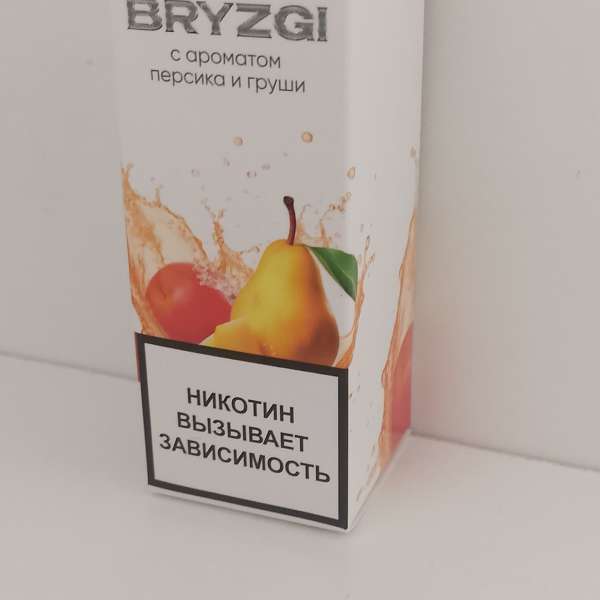 BRYZGI
с ароматом
персика и груши
НИКОТИН
ВЫЗЫВАЕТ
ЗАВИСИМОСТЬ